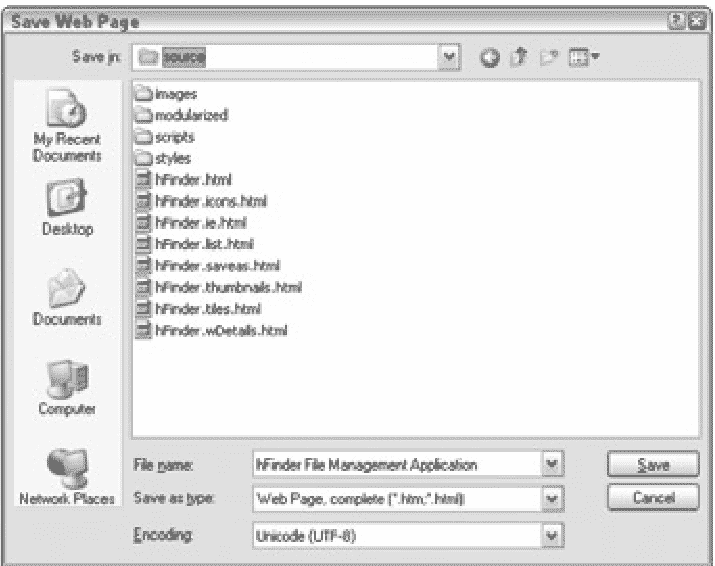 Save Web Page
Save in: source
My Recent
Documents
Desktop
Documents
Computer
Network Places
images
modularized
scripts
styles
hFinder.html
hFinder.icons.html
hFinder.ie.html
hFinder.list.html
hFinder.saveas.html
hFinder.thumbnails.html
hFinder.tiles.html
hFinder.wDetails.html
File name: hFinder File Management Application Save
Save as type: Web Page, complete (*.htm;*.html) Cancel
Encoding: Unicode (UTF-8)